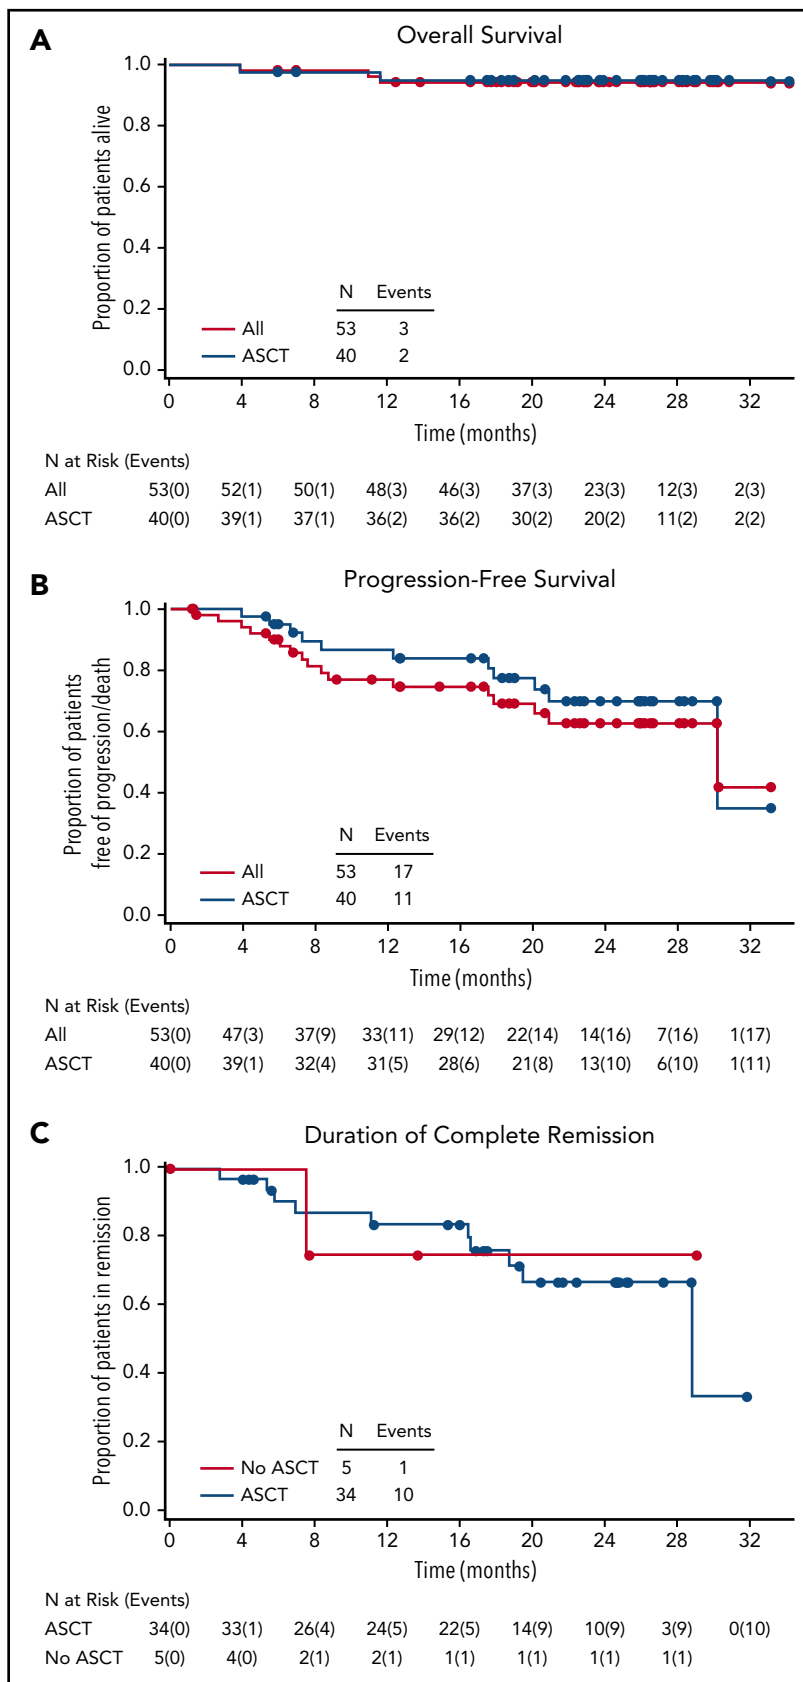 A
Overall Survival
Proportion of patients alive
1.0
0.8
0.6
0.4
0.2
0.0
N Events
All 53 3
ASCT 40 2
0 4 8 12 16 20 24 28 32
Time (months)
N at Risk (Events)
All 53(0) 52(1) 50(1) 48(3) 46(3) 37(3) 23(3) 12(3) 2(3)
ASCT 40(0) 39(1) 37(1) 36(2) 36(2) 30(2) 20(2) 11(2) 2(2)
B
Progression-Free Survival
Proportion of patients
free of progression/death
1.0
0.8
0.6
0.4
0.2
0.0
N Events
All 53 17
ASCT 40 11
0 4 8 12 16 20 24 28 32
Time (months)
N at Risk (Events)
All 53(0) 47(3) 37(9) 33(11) 29(12) 22(14) 14(16) 7(16) 1(17)
ASCT 40(0) 39(1) 32(4) 31(5) 28(6) 21(8) 13(10) 6(10) 1(11)
C
Duration of Complete Remission
Proportion of patients in remission
1.0
0.8
0.6
0.4
0.2
0.0
N Events
No ASCT 5 1
ASCT 34 10
0 4 8 12 16 20 24 28 32
Time (months)
N at Risk (Events)
ASCT 34(0) 33(1) 26(4) 24(5) 22(5) 14(9) 10(9) 3(9) 0(10)
No ASCT 5(0) 4(0) 2(1) 2(1) 1(1) 1(1) 1(1) 1(1)